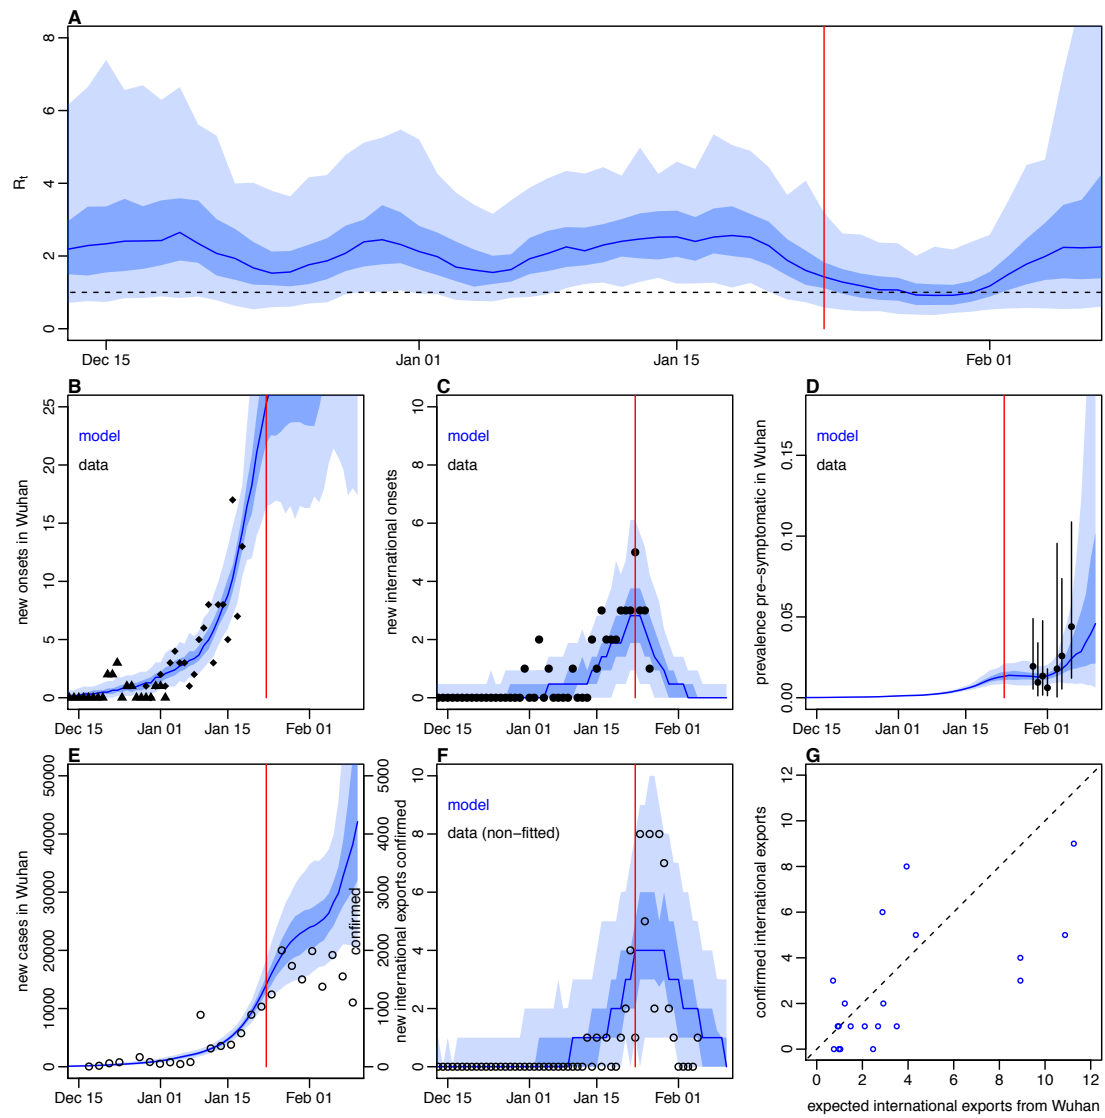 A
8
6
4
2
0
Rt
Dec 15
Jan 01
Jan 15
Feb 01
B
25
20
15
10
5
0
new onsets in Wuhan
model
data
Dec 15
Jan 01
Jan 15
Feb 01
C
10
8
6
4
2
0
new international onsets
model
data
Dec 15
Jan 01
Jan 15
Feb 01
D
0.15
0.10
0.05
0.00
prevalence pre−symptomatic in Wuhan
model
data
Dec 15
Jan 01
Jan 15
Feb 01
E
50000
40000
30000
20000
10000
0
new cases in Wuhan
5000
4000
3000
2000
1000
0
confirmed
Dec 15
Jan 01
Jan 15
Feb 01
F
10
8
6
4
2
0
new international exports confirmed
model
data (non−fitted)
Dec 15
Jan 01
Jan 15
Feb 01
G
12
10
8
6
4
2
0
confirmed international exports
0
2
4
6
8
10
12
expected international exports from Wuhan